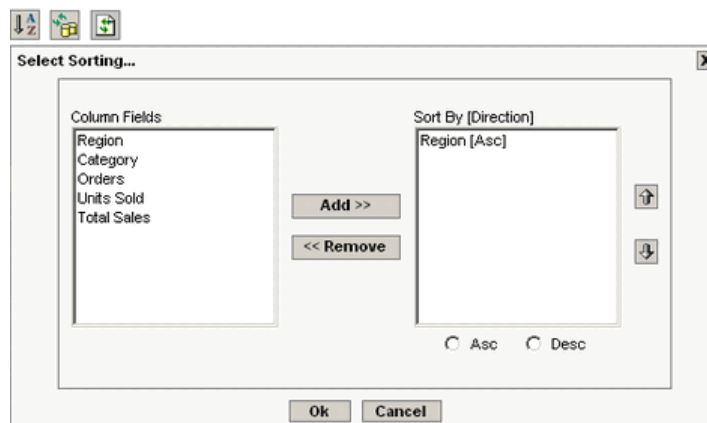 Select Sorting...
Column Fields
Region
Category
Orders
Units Sold
Total Sales
Add >>
<< Remove
Sort By [Direction]
Region [Asc]
Asc
Desc
Ok
Cancel